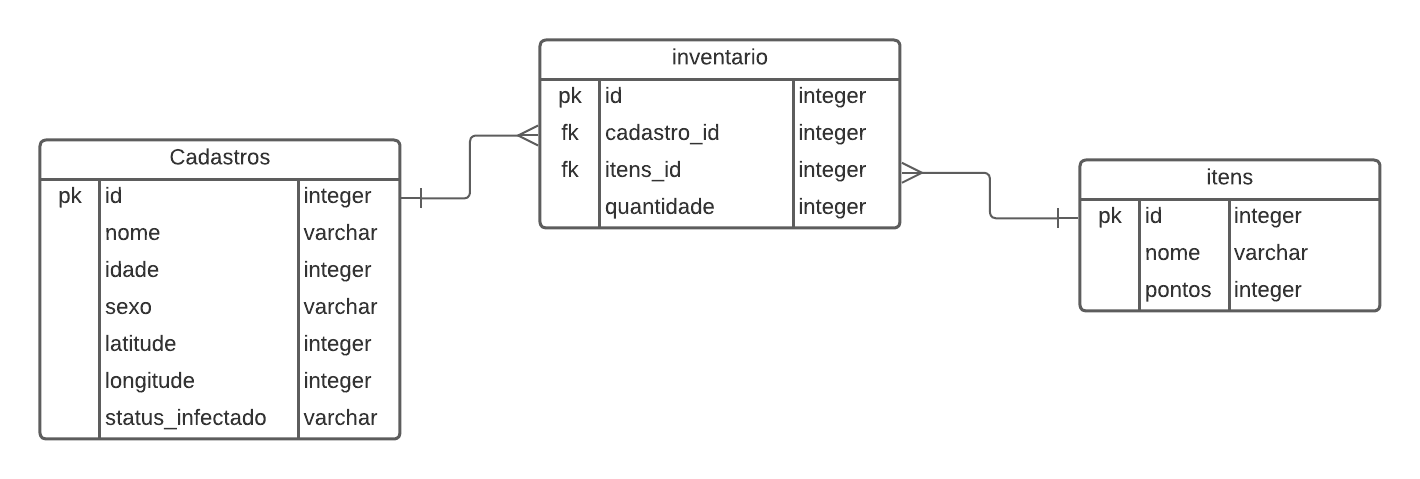 Cadastros
pk id integer
nome varchar
idade integer
sexo varchar
latitude integer
longitude integer
status_infectado varchar
inventario
pk id integer
fk cadastro_id integer
fk itens_id integer
quantidade integer
itens
pk id integer
nome varchar
pontos integer